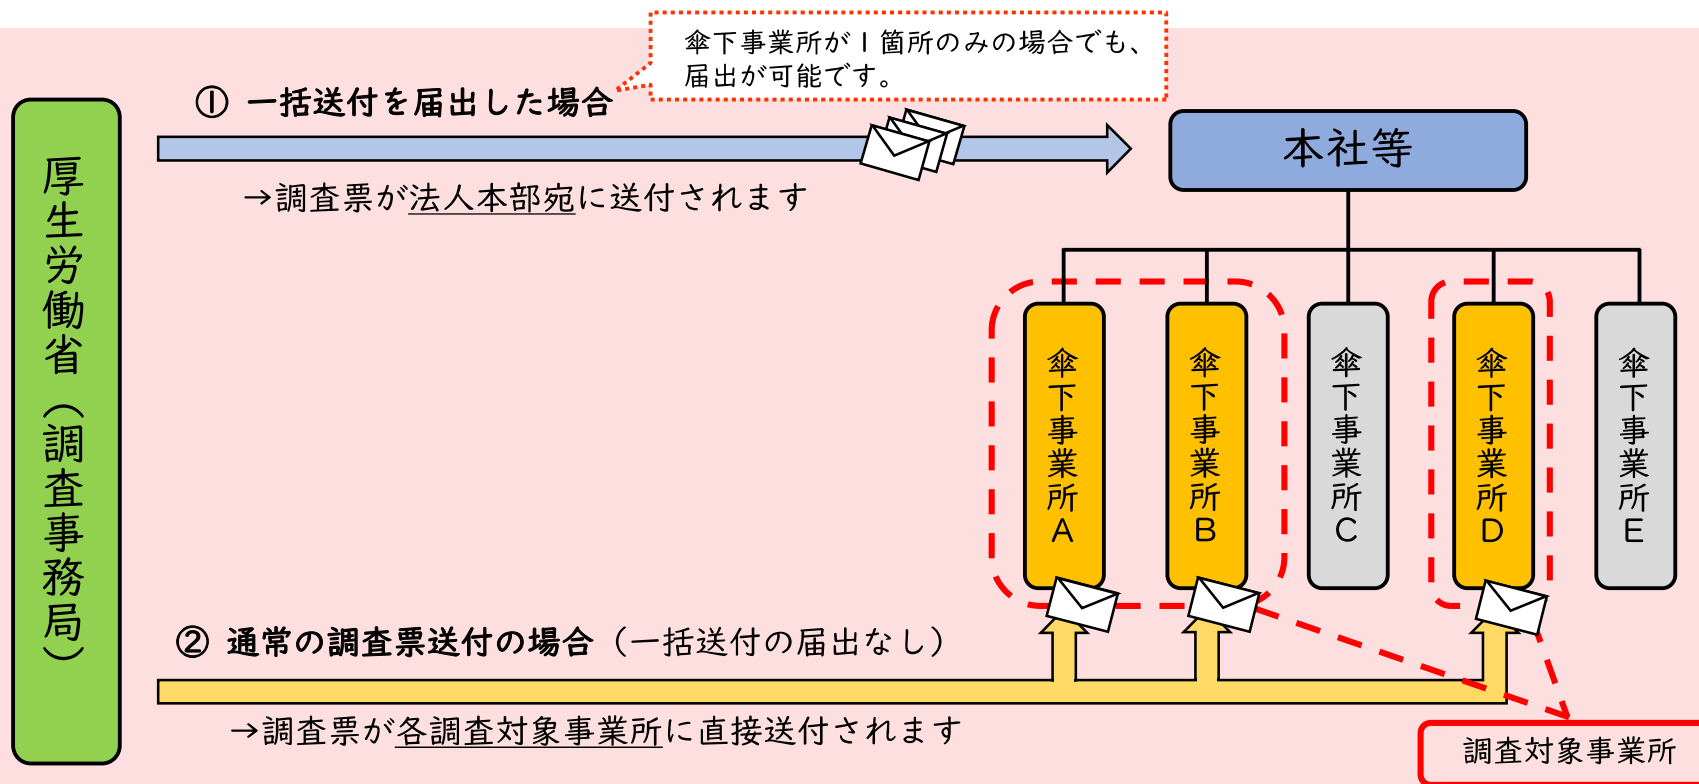 傘下事業所が１箇所のみの場合でも、
届出が可能です。
① 一括送付を届出した場合
→調査票が法人本部宛に送付されます
本社等
厚生労働省（調査事務局）
傘下事業所A
傘下事業所B
傘下事業所C
傘下事業所D
傘下事業所E
② 通常の調査票送付の場合（一括送付の届出なし）
→調査票が各調査対象事業所に直接送付されます
調査対象事業所